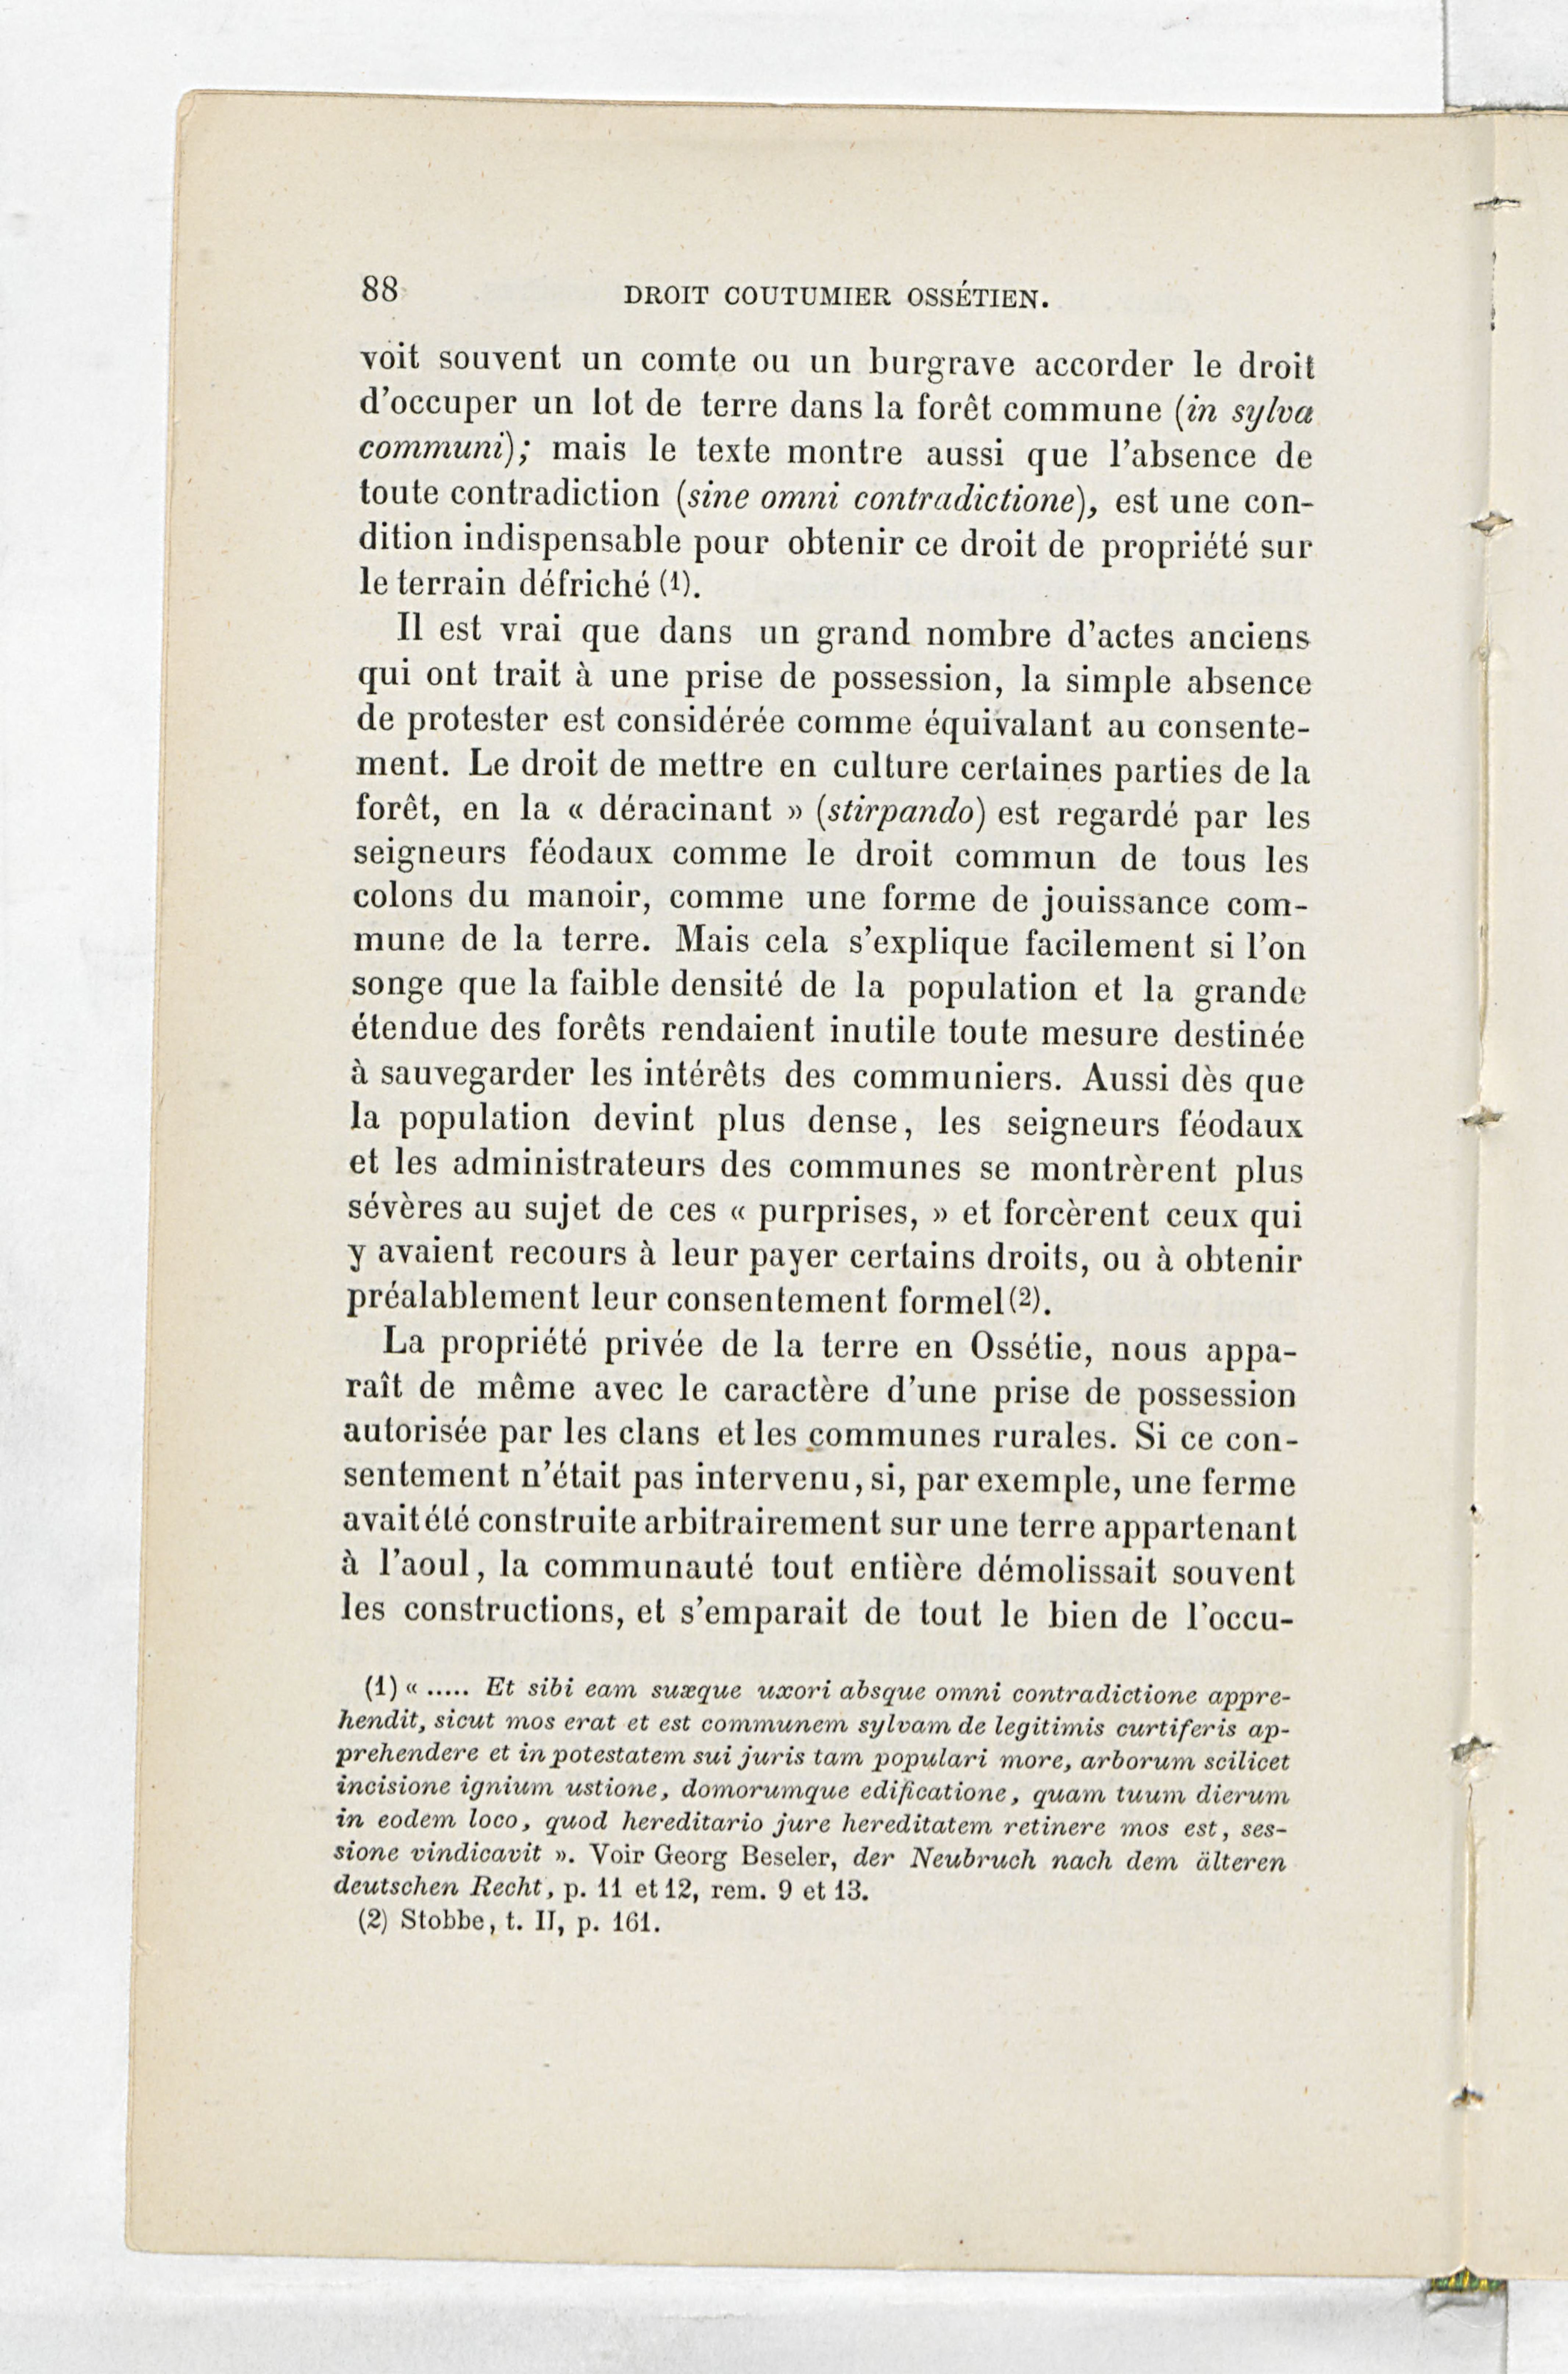 88 DROIT COUTUMIER OSSÉTIEN.
voit souvent un comte ou un burgrave accorder le droit
d'occuper un lot de terre dans la forêt commune (in sylva
communi); mais le texte montre aussi que l'absence de
toute contradiction (sine omni contradictione), est une con-
dition indispensable pour obtenir ce droit de propriété sur
le terrain défriché (1).
Il est vrai que dans un grand nombre d'actes anciens
qui ont trait à une prise de possession, la simple absence
de protester est considérée comme équivalant au consente-
ment. Le droit de mettre en culture certaines parties de la
forêt, en la « déracinant » (stirpando) est regardé par les
seigneurs féodaux comme le droit commun de tous les
colons du manoir, comme une forme de jouissance com-
mune de la terre. Mais cela s'explique facilement si l'on
songe que la faible densité de la population et la grande
étendue des forêts rendaient inutile toute mesure destinée
à sauvegarder les intérêts des communiers. Aussi dès que
la population devint plus dense, les seigneurs féodaux
et les administrateurs des communes se montrèrent plus
sévères au sujet de ces « purprises, » et forcèrent ceux qui
y avaient recours à leur payer certains droits, ou à obtenir
préalablement leur consentement formel (2).
La propriété privée de la terre en Ossétie, nous appa-
raît de même avec le caractère d'une prise de possession
autorisée par les clans et les communes rurales. Si ce con-
sentement n'était pas intervenu, si, par exemple, une ferme
avait été construite arbitrairement sur une terre appartenant
à l'aoul, la communauté tout entière démolissait souvent
les constructions, et s'emparait de tout le bien de l'occu-
(1) « ..... Et sibi eam suæque uxori absque omni contradictione appre-
hendit, sicut mos erat et est communem sylvam de legitimis curtiferis ap-
prehendere et in potestatem sui juris tam populari more, arborum scilicet
incisione ignium ustione, domorumque edificatione, quam tuum dierum
in eodem loco, quod hereditario jure hereditatem retinere mos est, ses-
sione vindicavit ». Voir Georg Beseler, der Neubruch nach dem älteren
deutschen Recht, p. 11 et 12, rem. 9 et 13.
(2) Stobbe, t. II, p. 161.